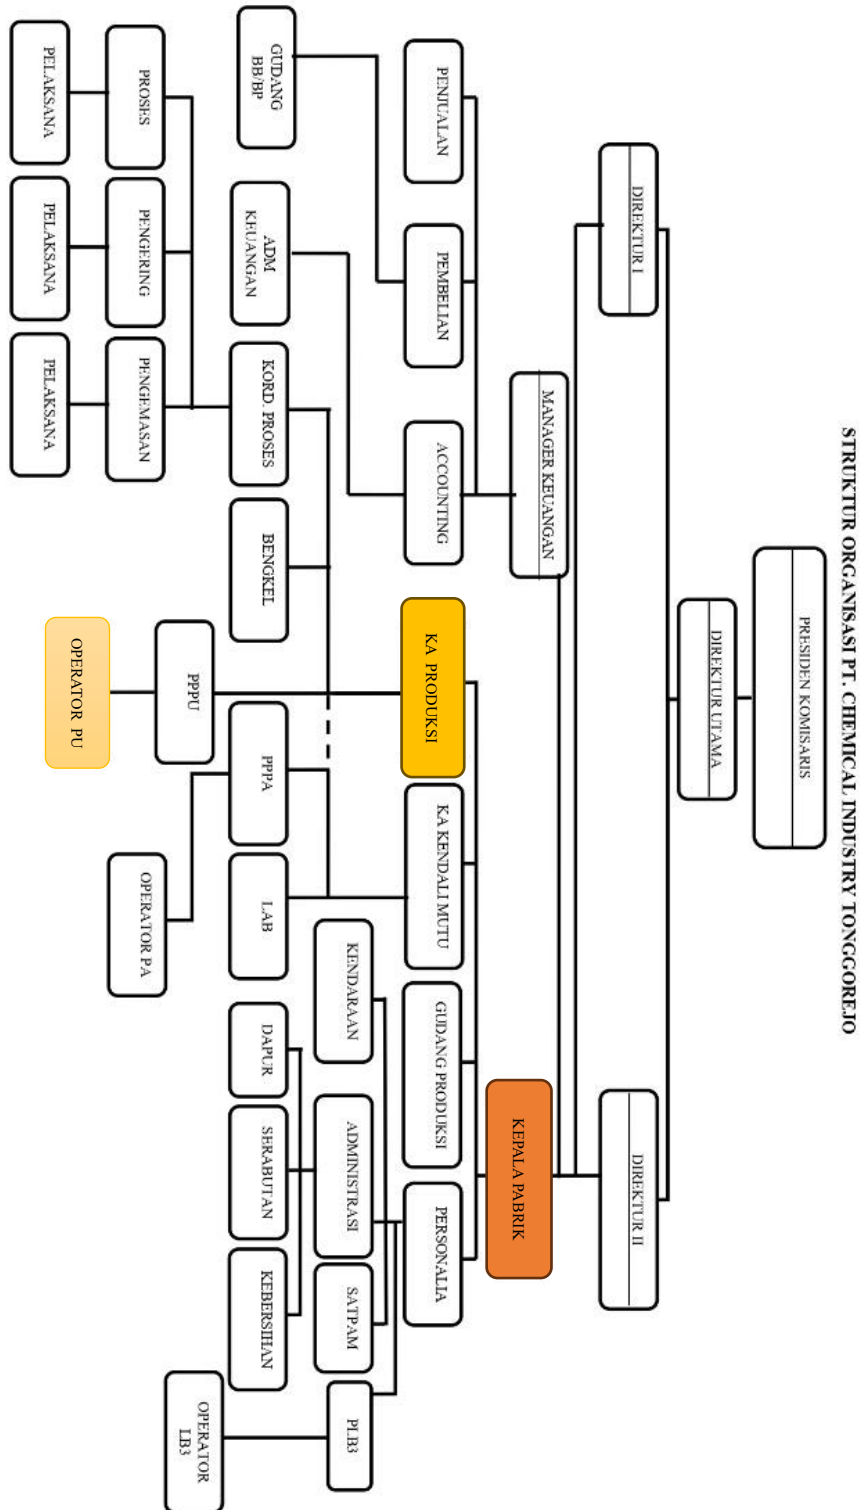 STRUKTUR ORGANISASI PT. CHEMICAL INDUSTRY TONGGOREJO
PRESIDEN KOMISARIS
DIREKTUR UTAMA
DIREKTUR I
DIREKTUR II
MANAGER KEUANGAN
KEPALA PABRIK
PENJUALAN
PEMBELIAN
ACCOUNTING
KA PRODUKSI
KA KENDALI MUTU
GUDANG PRODUKSI
PERSONALIA
KENDARAAN
ADMINISTRASI
SATPAM
PLB3
GUDANG
BB/BP
ADM
KEUANGAN
KORD. PROSES
BENGKEL
PPPU
PPPA
LAB
DAPUR
SERABUTAN
KEBERSIHAN
OPERATOR
LB3
PROSES
PENGERING
PENGEMASAN
OPERATOR PU
OPERATOR PA
PELAKSANA
PELAKSANA
PELAKSANA